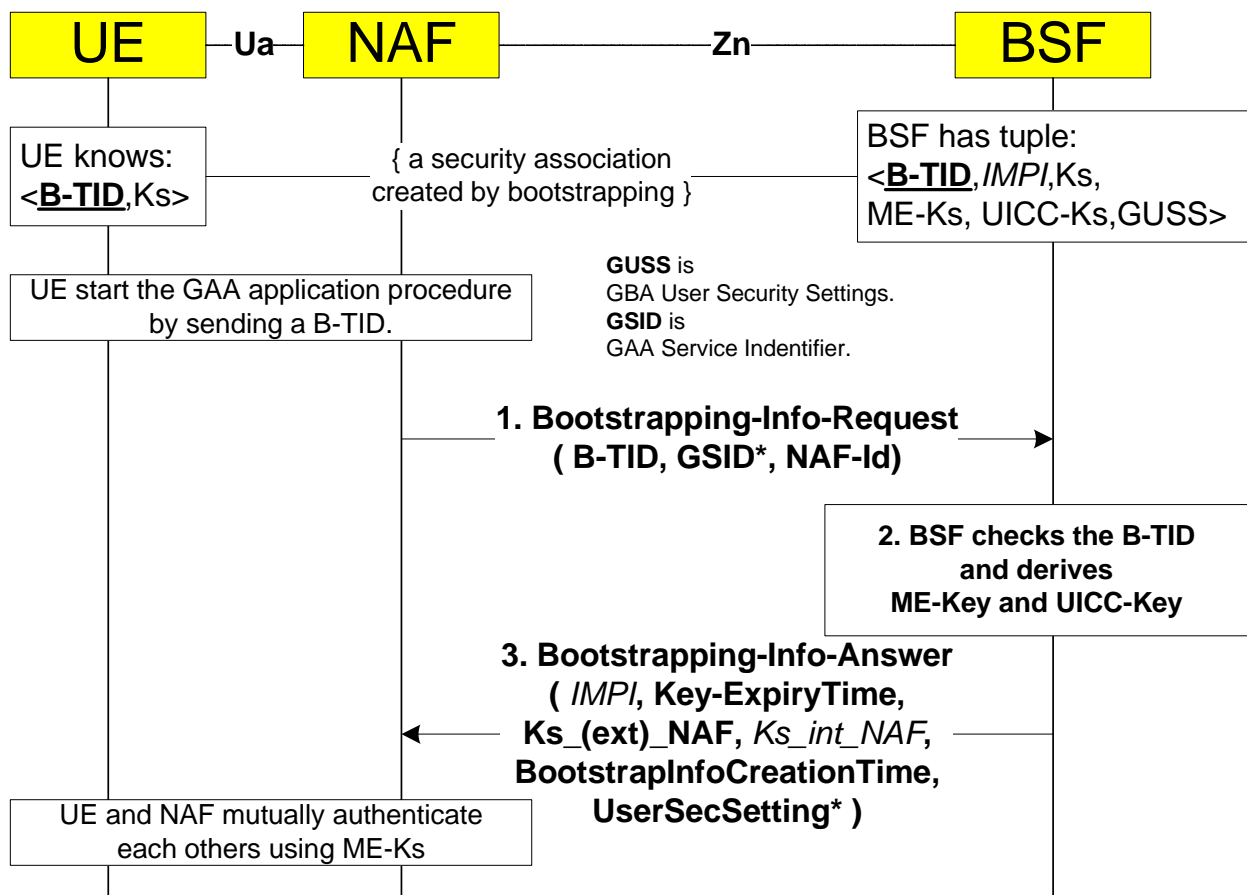 UE Ua NAF Zn BSF
UE knows:
<B-TID,Ks>
{ a security association
created by bootstrapping }
BSF has tuple:
<B-TID,IMPI,Ks,
ME-Ks, UICC-Ks,GUSS>
UE start the GAA application procedure
by sending a B-TID.
GUSS is
GBA User Security Settings.
GSID is
GAA Service Indentifier.
1. Bootstrapping-Info-Request
( B-TID, GSID*, NAF-Id)
2. BSF checks the B-TID
and derives
ME-Key and UICC-Key
3. Bootstrapping-Info-Answer
( IMPI, Key-ExpiryTime,
Ks_(ext)_NAF, Ks_int_NAF,
BootstrapInfoCreationTime,
UserSecSetting* )
UE and NAF mutually authenticate
each others using ME-Ks